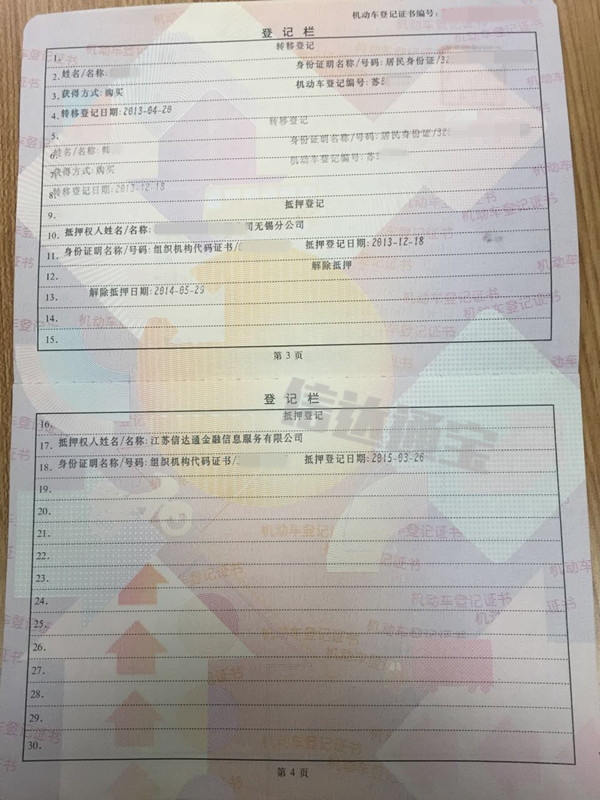 机动车登记证书编号:
登记栏
1. 转移登记
2. 姓名/名称: 身份证明名称/号码:居民身份证/32
3. 获得方式:购买 机动车登记编号:苏
4. 转移登记日期:2013-04-28
5. 转移登记
6. 姓名/名称: 身份证明名称/号码:居民身份证/32
7. 获得方式:购买 机动车登记编号:苏
8. 转移登记日期:2013-12-18
9. 抵押登记
10. 抵押权人姓名/名称: 司无锡分公司
11. 身份证明名称/号码:组织机构代码证书/ 抵押登记日期:2013-12-18
12. 解除抵押
13. 解除抵押日期:2014-05-29
14.
15.
第3页
登记栏
16. 抵押登记
17. 抵押权人姓名/名称:江苏信达通金融信息服务有限公司
18. 身份证明名称/号码:组织机构代码证书/ 抵押登记日期:2015-03-26
19.
20.
21.
22.
23.
24.
25.
26.
27.
28.
29.
30.
第4页
信达通宝
机动车登记证书